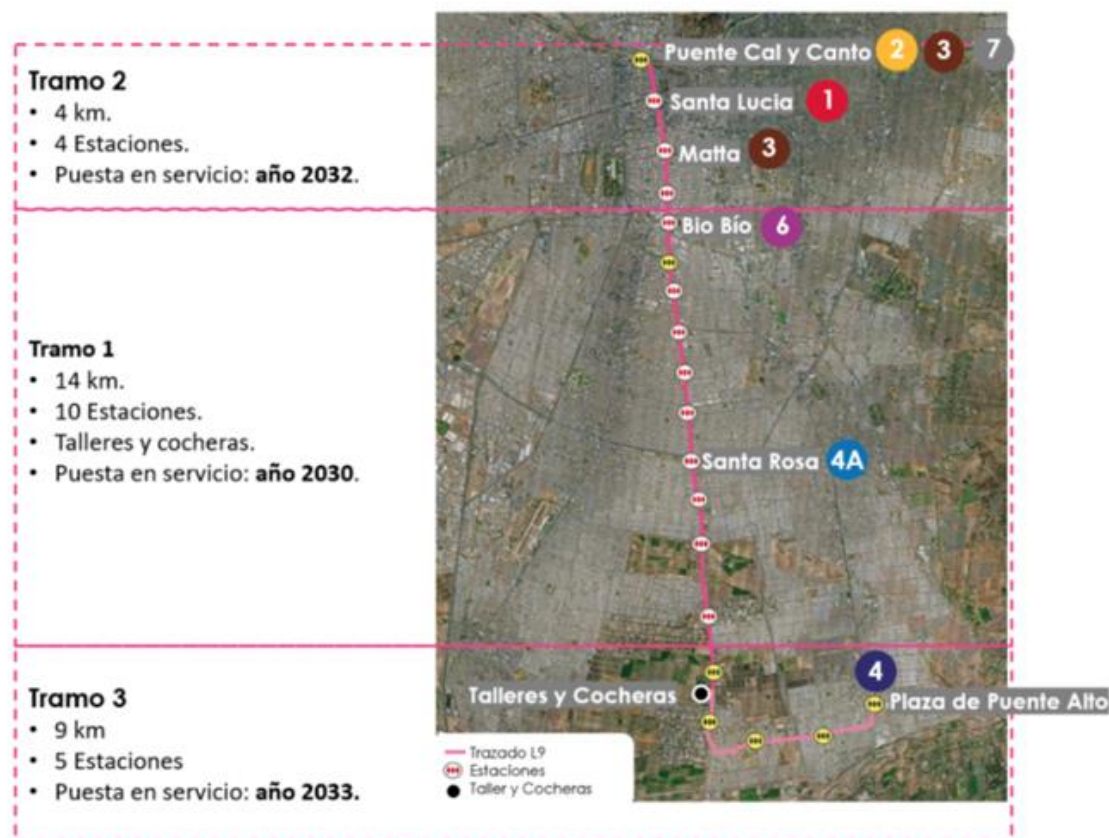 Tramo 2
• 4 km.
• 4 Estaciones.
• Puesta en servicio: año 2032.
Tramo 1
• 14 km.
• 10 Estaciones.
• Talleres y cocheras.
• Puesta en servicio: año 2030.
Tramo 3
• 9 km
• 5 Estaciones
• Puesta en servicio: año 2033.
Puente Cal y Canto 2 3 7
Santa Lucia 1
Matta 3
Bio Bío 6
Santa Rosa 4A
4
Talleres y Cocheras
Plaza de Puente Alto
Trazado L9
Estaciones
Taller y Cocheras